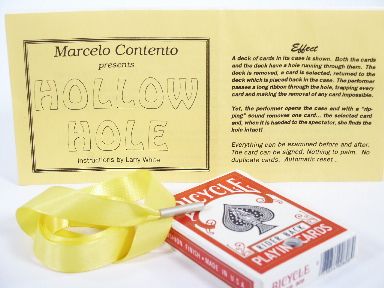 Marcelo Contento
presents
HOLLOW
HOLE
Instructions by Larry White
Effect
A deck of cards in its case is shown. Both the cards
and the deck have a hole running through them. The
deck is removed, a card is selected, returned to the
deck which is placed back in the case. The performer
passes a long ribbon through the hole, trapping every
card and making the removal of any card impossible.
Yet, the performer opens the case and with a "rip-
ping" sound removes one card... the selected card
and, when it is handed to the spectator, she finds the
hole intact!
Everything can be examined before and after.
The card can be signed. Nothing to palm. No
duplicate cards. Automatic reset...
BICYCLE
RIDER BACK
PLAYING CARDS
FINISH • MADE IN U.S.A.
BICYCLE